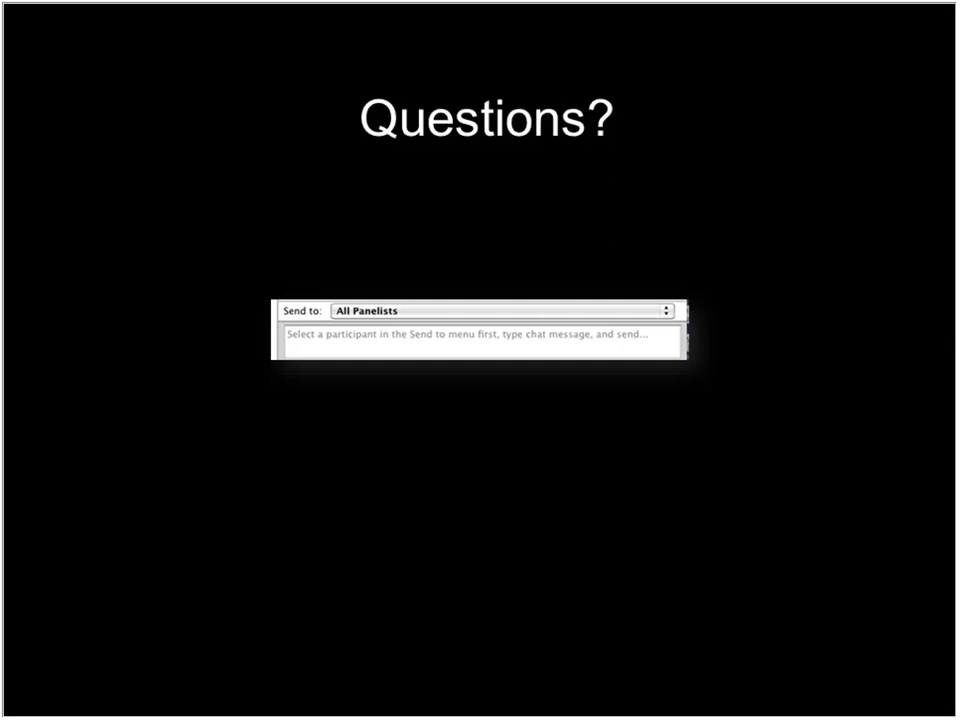 Questions?
Send to: All Panelists
Select a participant in the Send to menu first, type chat message, and send...